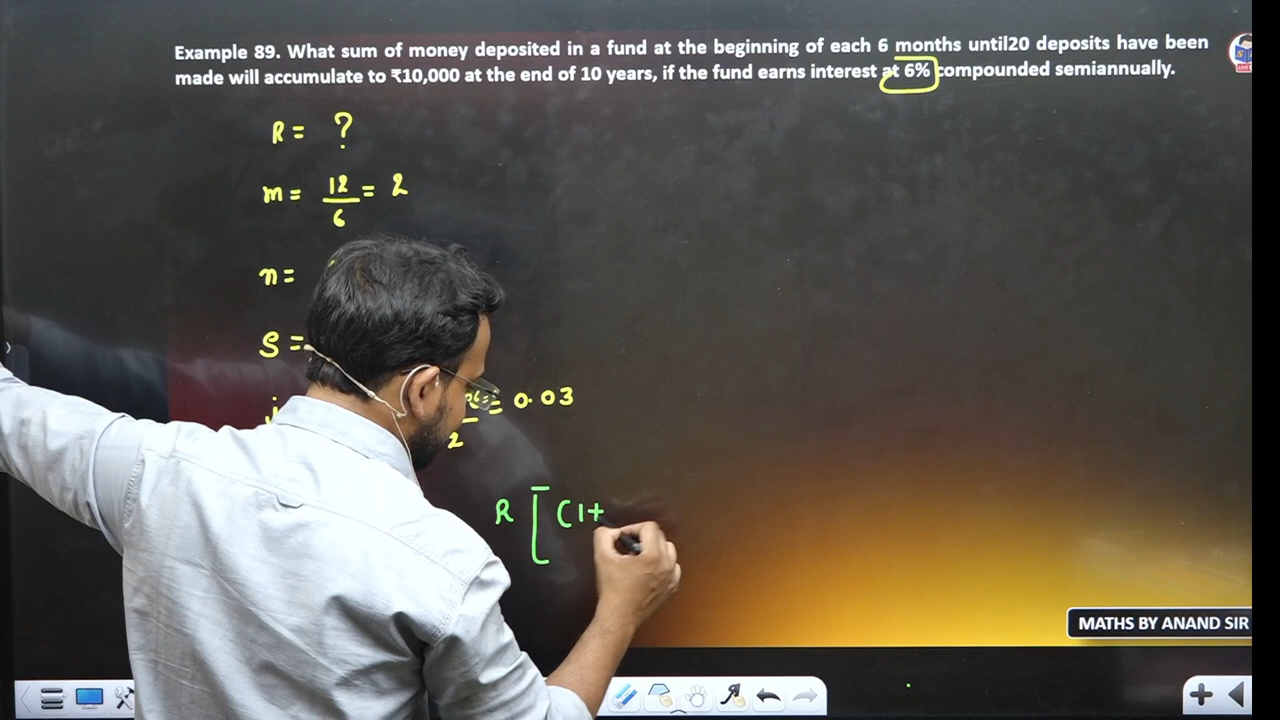 Example 89. What sum of money deposited in a fund at the beginning of each 6 months until20 deposits have been
made will accumulate to ₹10,000 at the end of 10 years, if the fund earns interest at 6% compounded semiannually.
R = ?
m = 12/6 = 2
n =
S =
2 = 0.03
R [ (1+
MATHS BY ANAND SIR